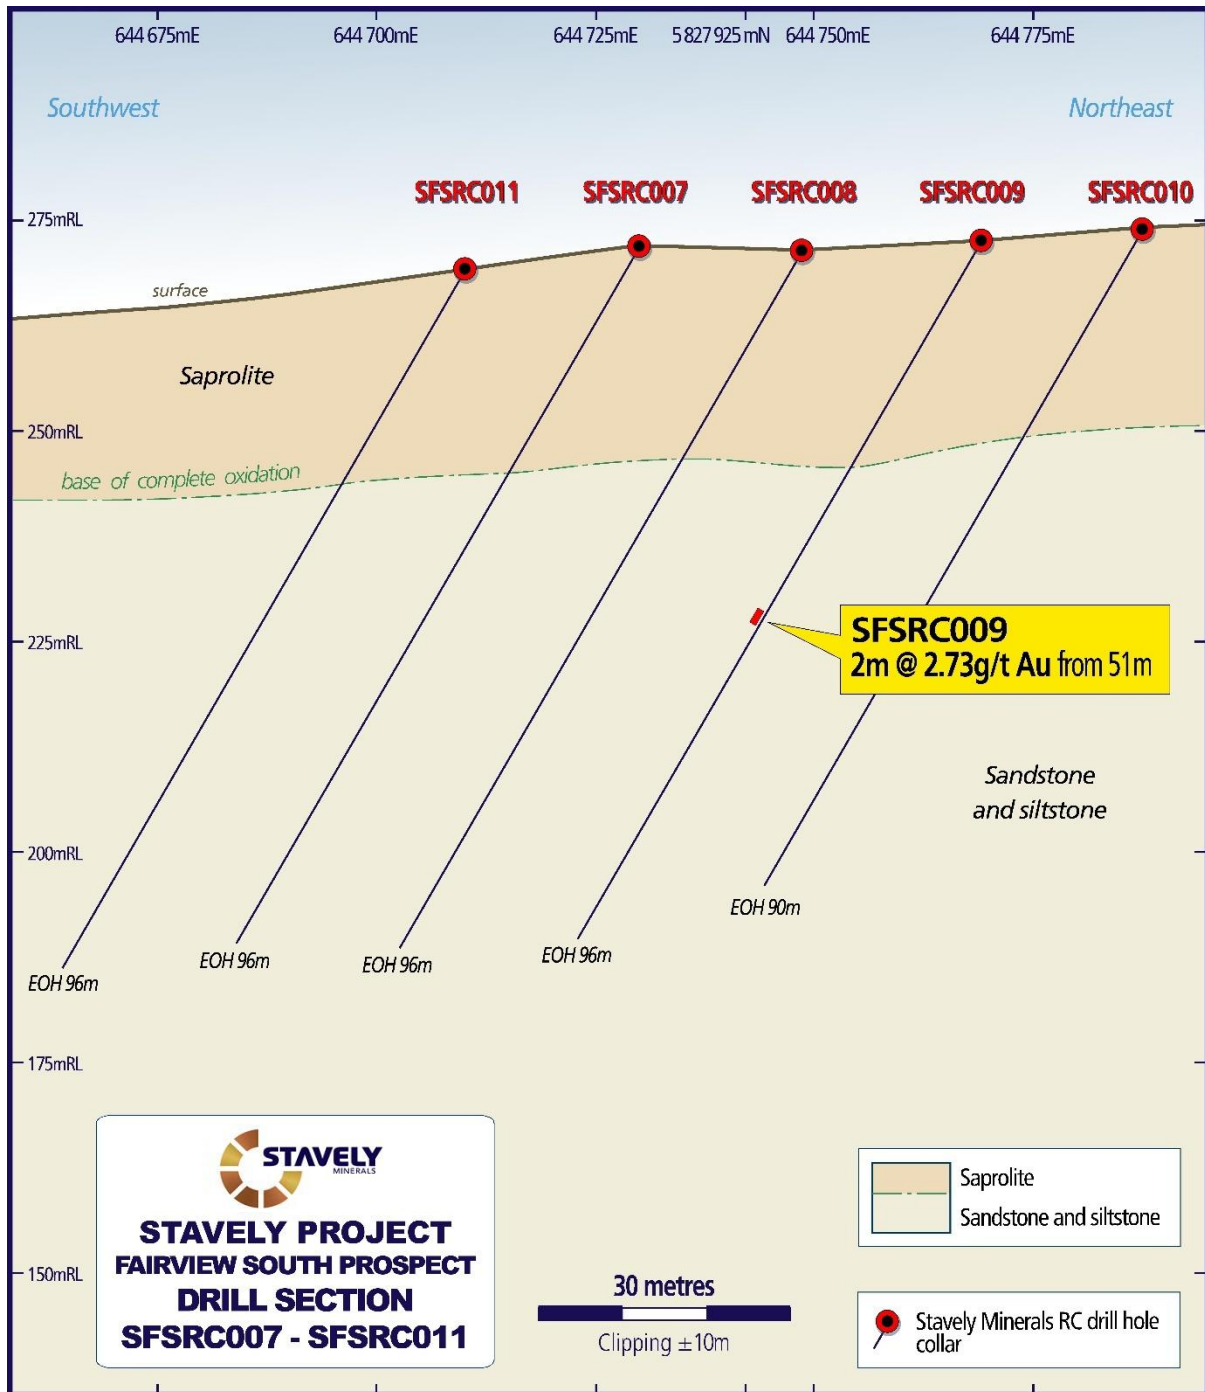 644 675mE 644 700mE 644 725mE 5 827 925 mN 644 750mE 644 775mE
Southwest Northeast
SFSRC011 SFSRC007 SFSRC008 SFSRC009 SFSRC010
275mRL
surface
Saprolite
250mRL
base of complete oxidation
SFSRC009
2m @ 2.73g/t Au from 51m
225mRL
Sandstone
and siltstone
200mRL
EOH 90m
EOH 96m EOH 96m EOH 96m EOH 96m
175mRL
STAVELY
MINERALS
STAVELY PROJECT
FAIRVIEW SOUTH PROSPECT
DRILL SECTION
SFSRC007 - SFSRC011
150mRL
30 metres
Clipping ±10m
Saprolite
Sandstone and siltstone
Stavely Minerals RC drill hole
collar